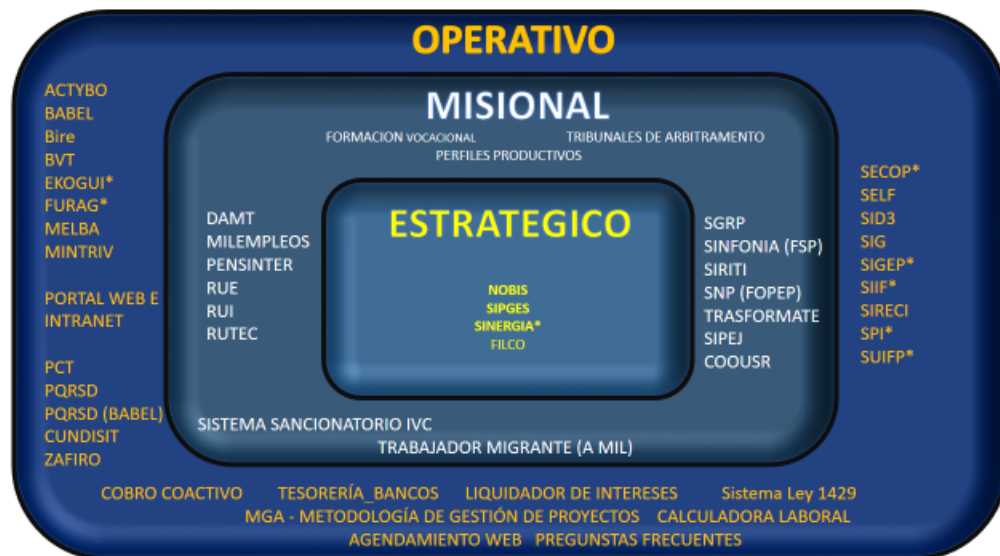 OPERATIVO
ACTYBO
BABEL
Bire
BVT
EKOGUI*
FURAG*
MELBA
MINTRIV
PORTAL WEB E
INTRANET
PCT
PQRSD
PQRSD (BABEL)
CUNDISIT
ZAFIRO
MISIONAL
FORMACION VOCACIONAL TRIBUNALES DE ARBITRAMENTO
PERFILES PRODUCTIVOS
DAMT
MILEMPLEOS
PENSINTER
RUE
RUI
RUTEC
ESTRATEGICO
NOBIS
SIPGES
SINERGIA*
FILCO
SGRP
SINFONIA (FSP)
SIRITI
SNP (FOPEP)
TRASFORMATE
SIPEJ
COOUSR
SISTEMA SANCIONATORIO IVC
TRABAJADOR MIGRANTE (A MIL)
SECOP*
SELF
SID3
SIG
SIGEP*
SIIF*
SIRECI
SPI*
SUIFP*
COBRO COACTIVO TESORERÍA_BANCOS LIQUIDADOR DE INTERESES Sistema Ley 1429
MGA - METODOLOGÍA DE GESTIÓN DE PROYECTOS CALCULADORA LABORAL
AGENDAMIENTO WEB PREGUNSTAS FRECUENTES